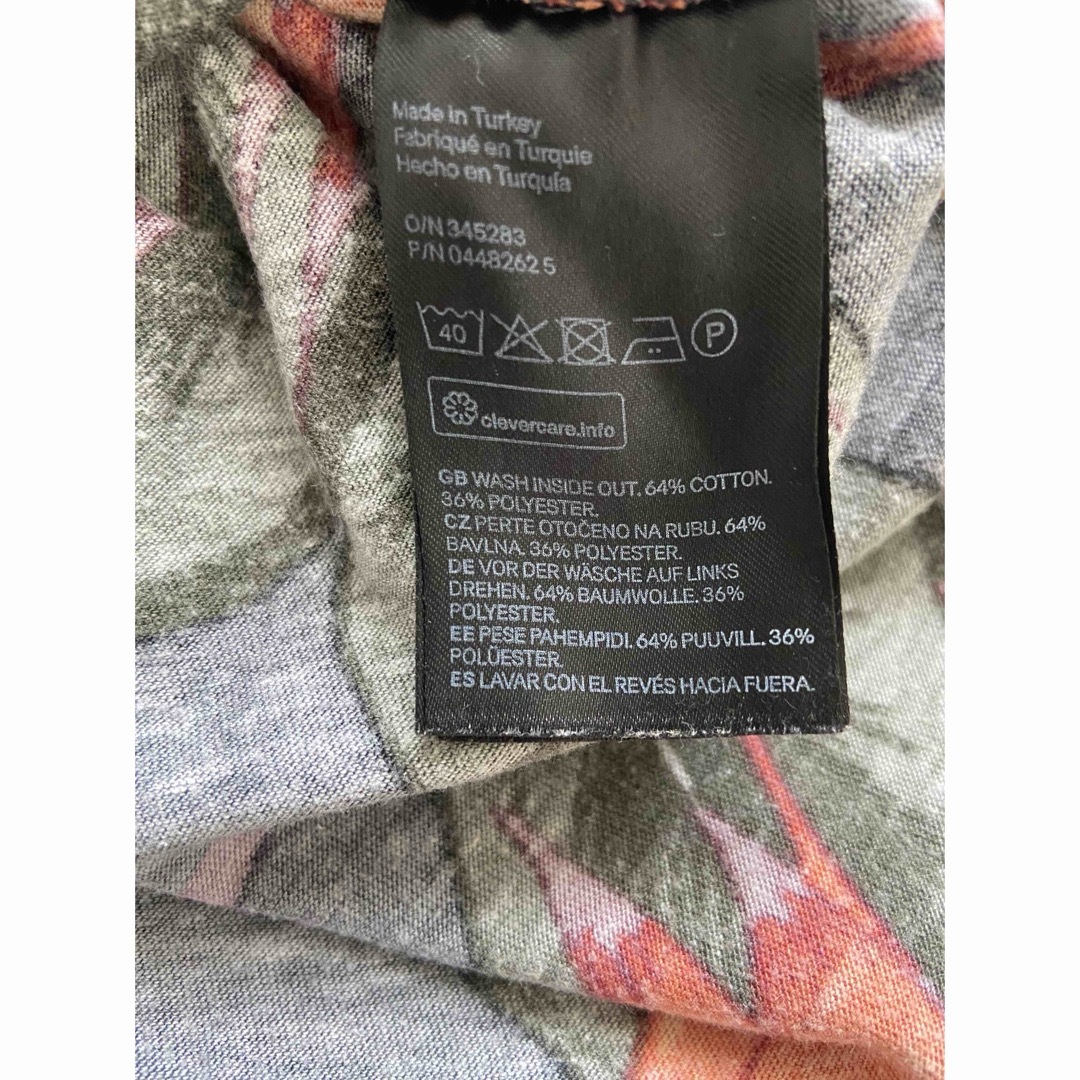 Made in Turkey
Fabriqué en Turquie
Hecho en Turquía
O/N 345283
P/N 0448262 5
40 P
clevercare.info
GB WASH INSIDE OUT. 64% COTTON.
36% POLYESTER.
CZ PERTE OTOČENO NA RUBU. 64%
BAVLNA. 36% POLYESTER.
DE VOR DER WÄSCHE AUF LINKS
DREHEN. 64% BAUMWOLLE. 36%
POLYESTER.
EE PESE PAHEMPIDI. 64% PUUVILL. 36%
POLÜESTER.
ES LAVAR CON EL REVÉS HACIA FUERA.